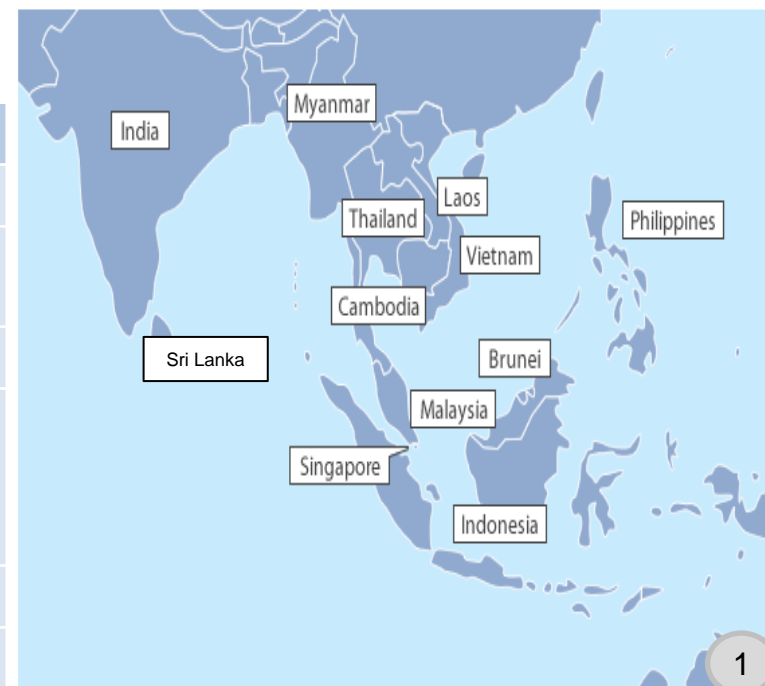 Myanmar
India
Laos
Thailand
Philippines
Vietnam
Cambodia
Sri Lanka
Brunei
Malaysia
Singapore
Indonesia
1